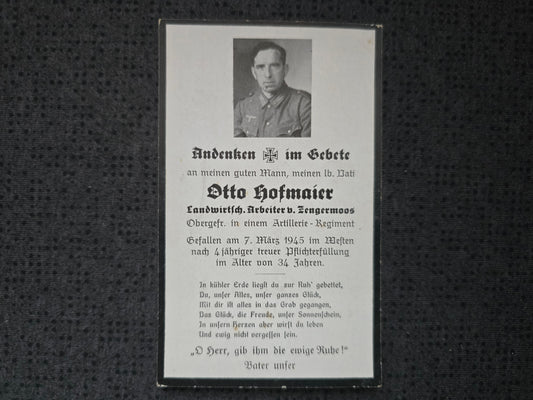 Andenken im Gebete
an meinen guten Mann, meinen lb. Vati
Otto Hofmaier
Landwirtsch. Arbeiter v. Zengermoos
Obergefr. in einem Artillerie-Regiment
Gefallen am 7. März 1945 im Westen
nach 4 jähriger treuer Pflichterfüllung
im Alter von 34 Jahren.
In kühler Erde liegst du zur Ruh' gebettet,
Du, unser Alles, unser ganzes Glück,
Mit dir ist alles in das Grab gegangen,
Das Glück, die Freude, unser Sonnenschein,
In unsern Herzen aber wirst du leben
Und ewig nicht vergessen sein.
„O Herr, gib ihm die ewige Ruhe!"
Vater unser